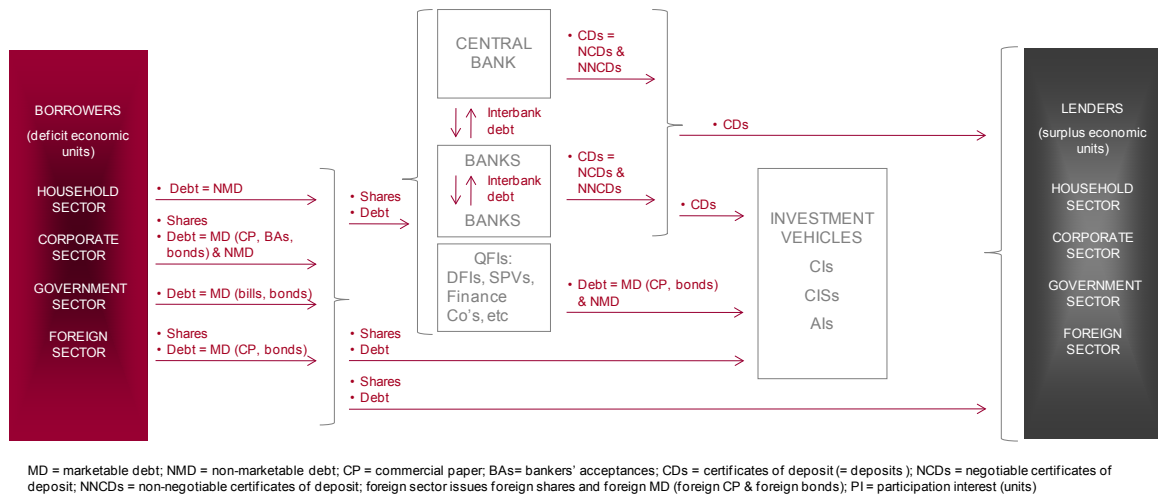 BORROWERS
(deficit economic
units)
HOUSEHOLD
SECTOR
CORPORATE
SECTOR
GOVERNMENT
SECTOR
FOREIGN
SECTOR
• Debt = NMD
• Shares
• Debt = MD (CP, BAs,
bonds) & NMD
• Debt = MD (bills, bonds)
• Shares
• Debt = MD (CP, bonds)
• Shares
• Debt
CENTRAL
BANK
Interbank
debt
BANKS
Interbank
debt
BANKS
QFIs:
DFIs, SPVs,
Finance
Co's, etc
• CDs =
NCDs &
NNCDs
• CDs =
NCDs &
NNCDs
• Debt = MD (CP, bonds)
& NMD
• CDs
• CDs
• Shares
• Debt
• Shares
• Debt
INVESTMENT
VEHICLES
CIs
CISs
AIs
LENDERS
(surplus economic
units)
HOUSEHOLD
SECTOR
CORPORATE
SECTOR
GOVERNMENT
SECTOR
FOREIGN
SECTOR
MD = marketable debt; NMD = non-marketable debt; CP = commercial paper; BAs= bankers' acceptances; CDs = certificates of deposit (= deposits ); NCDs = negotiable certificates of
deposit; NNCDs = non-negotiable certificates of deposit; foreign sector issues foreign shares and foreign MD (foreign CP & foreign bonds); PI = participation interest (units)